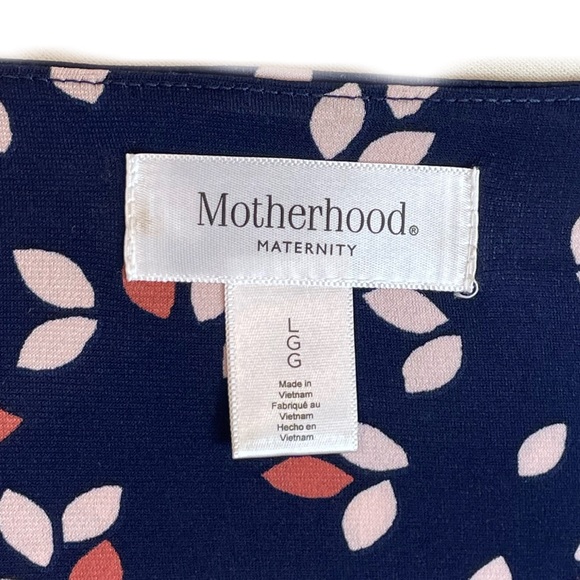 Motherhood®
MATERNITY
L
G
G
Made in
Vietnam
Fabriqué au
Vietnam
Hecho en
Vietnam